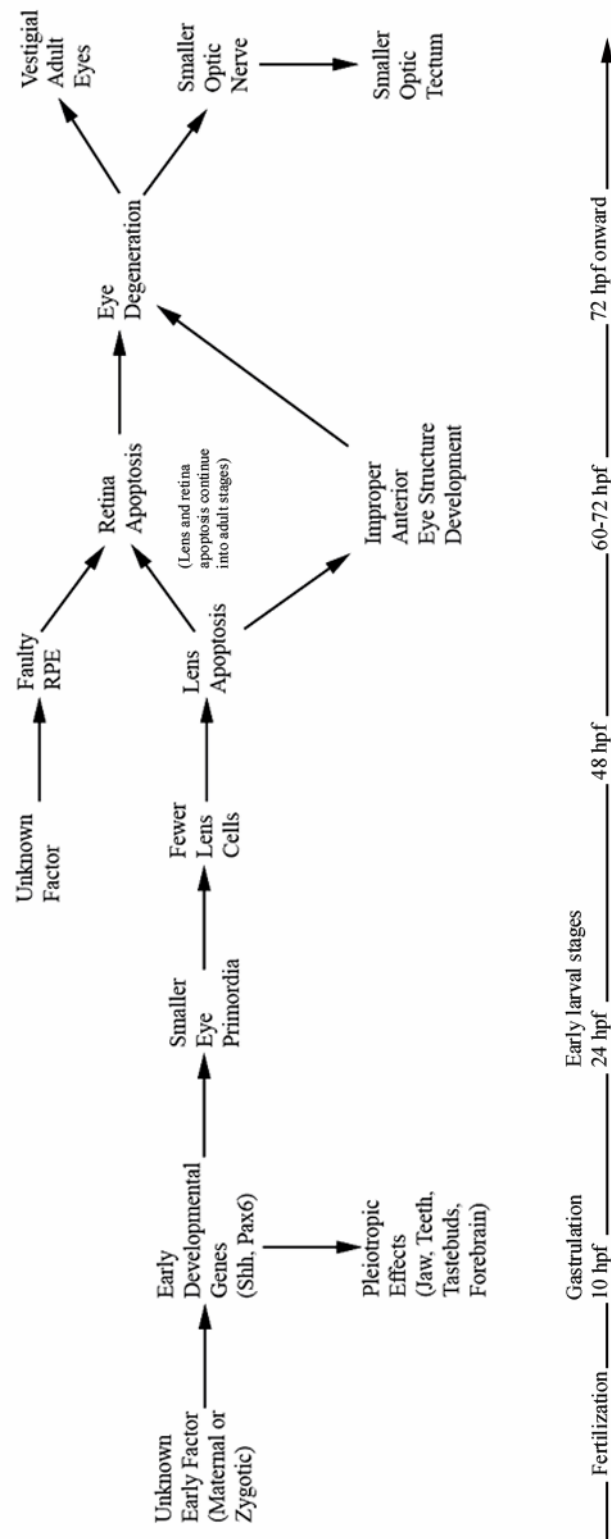 Unknown
Early Factor
(Maternal or
Zygotic)
Early
Developmental
Genes
(Shh, Pax6)
Pleiotropic
Effects
(Jaw, Teeth,
Tastebuds,
Forebrain)
Smaller
Eye
Primordia
Fewer
Lens
Cells
Unknown
Factor
Faulty
RPE
Lens
Apoptosis
Retina
Apoptosis
(Lens and retina
apoptosis continue
into adult stages)
Improper
Anterior
Eye Structure
Development
Eye
Degeneration
Vestigial
Adult
Eyes
Smaller
Optic
Nerve
Smaller
Optic
Tectum
Fertilization
Gastrulation
10 hpf
Early larval stages
24 hpf
48 hpf
60-72 hpf
72 hpf onward